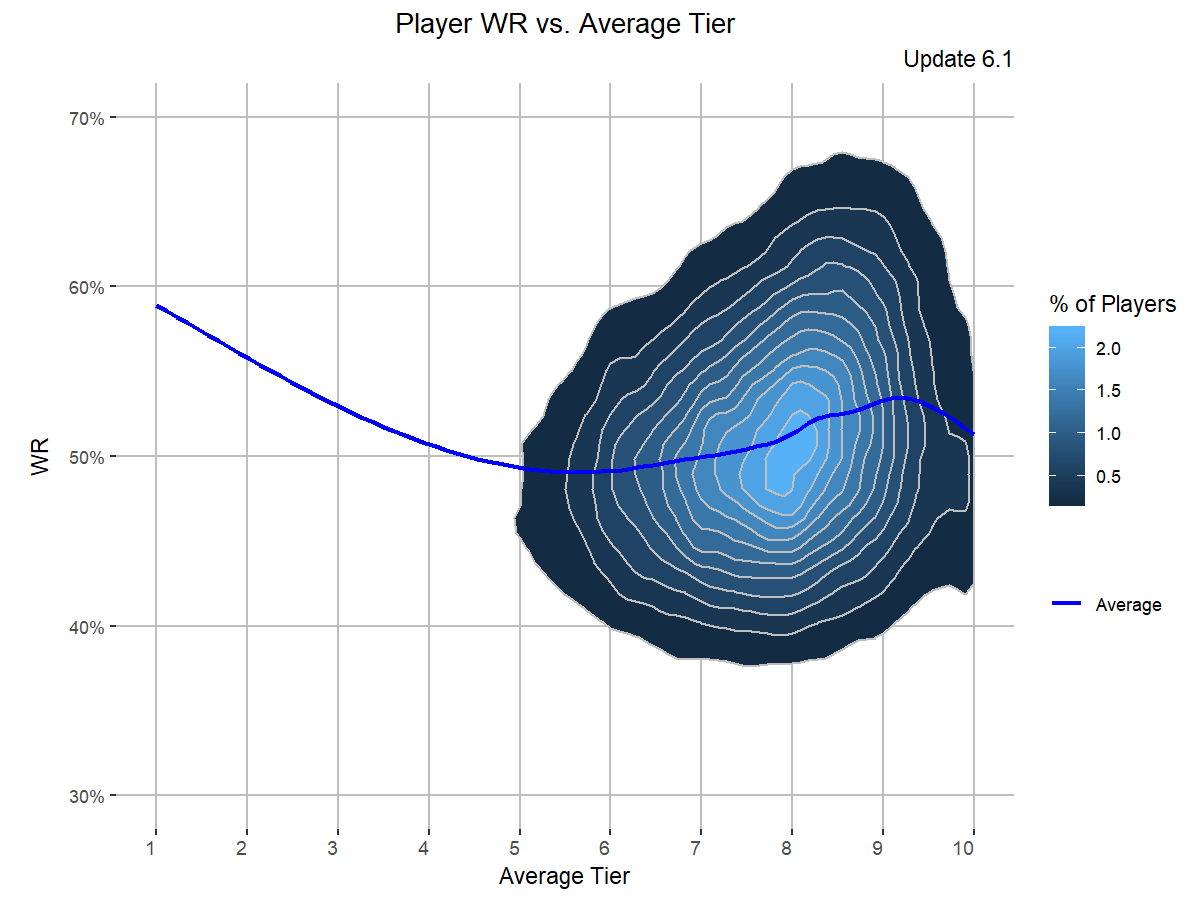 Player WR vs. Average Tier
Update 6.1
70%
60%
50%
40%
30%
WR
1 2 3 4 5 6 7 8 9 10
Average Tier
% of Players
2.0
1.5
1.0
0.5
Average